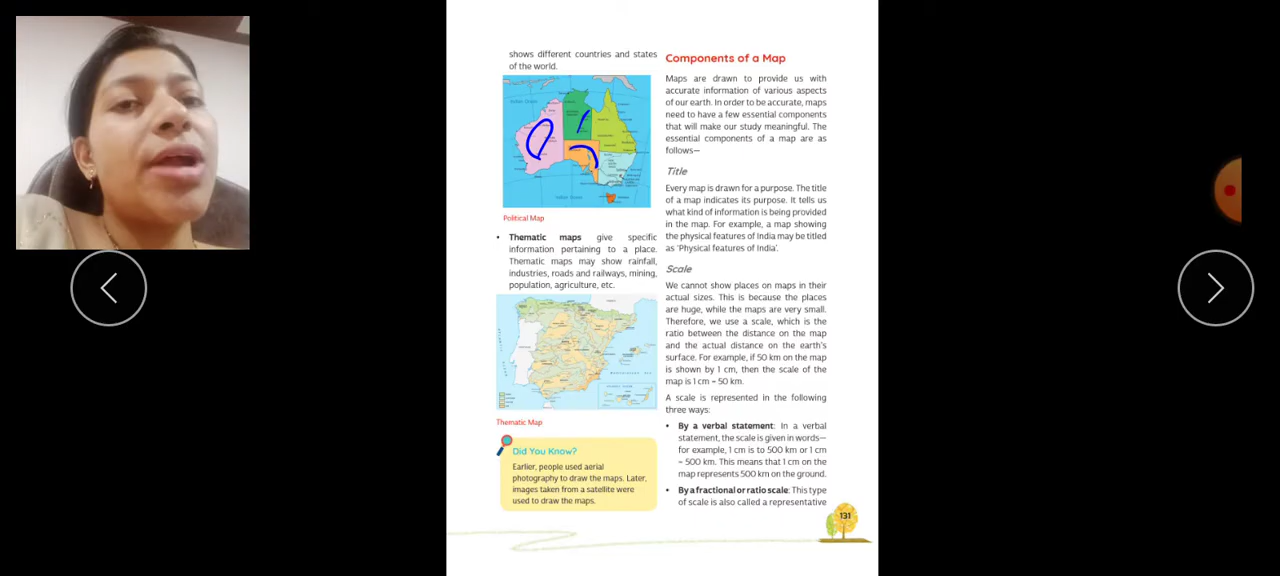 shows different countries and states
of the world.
Indian Ocean
Indian Ocean
Political Map
• Thematic maps give specific
information pertaining to a place.
Thematic maps may show rainfall,
industries, roads and railways, mining,
population, agriculture, etc.
Thematic Map
Did You Know?
Earlier, people used aerial
photography to draw the maps. Later,
images taken from a satellite were
used to draw the maps.
Components of a Map
Maps are drawn to provide us with
accurate information of various aspects
of our earth. In order to be accurate, maps
need to have a few essential components
that will make our study meaningful. The
essential components of a map are as
follows—
Title
Every map is drawn for a purpose. The title
of a map indicates its purpose. It tells us
what kind of information is being provided
in the map. For example, a map showing
the physical features of India may be titled
as 'Physical features of India'.
Scale
We cannot show places on maps in their
actual sizes. This is because the places
are huge, while the maps are very small.
Therefore, we use a scale, which is the
ratio between the distance on the map
and the actual distance on the earth's
surface. For example, if 50 km on the map
is shown by 1 cm, then the scale of the
map is 1 cm = 50 km.
A scale is represented in the following
three ways:
• By a verbal statement: In a verbal
statement, the scale is given in words—
for example, 1 cm is to 500 km or 1 cm
= 500 km. This means that 1 cm on the
map represents 500 km on the ground.
• By a fractional or ratio scale: This type
of scale is also called a representative
131